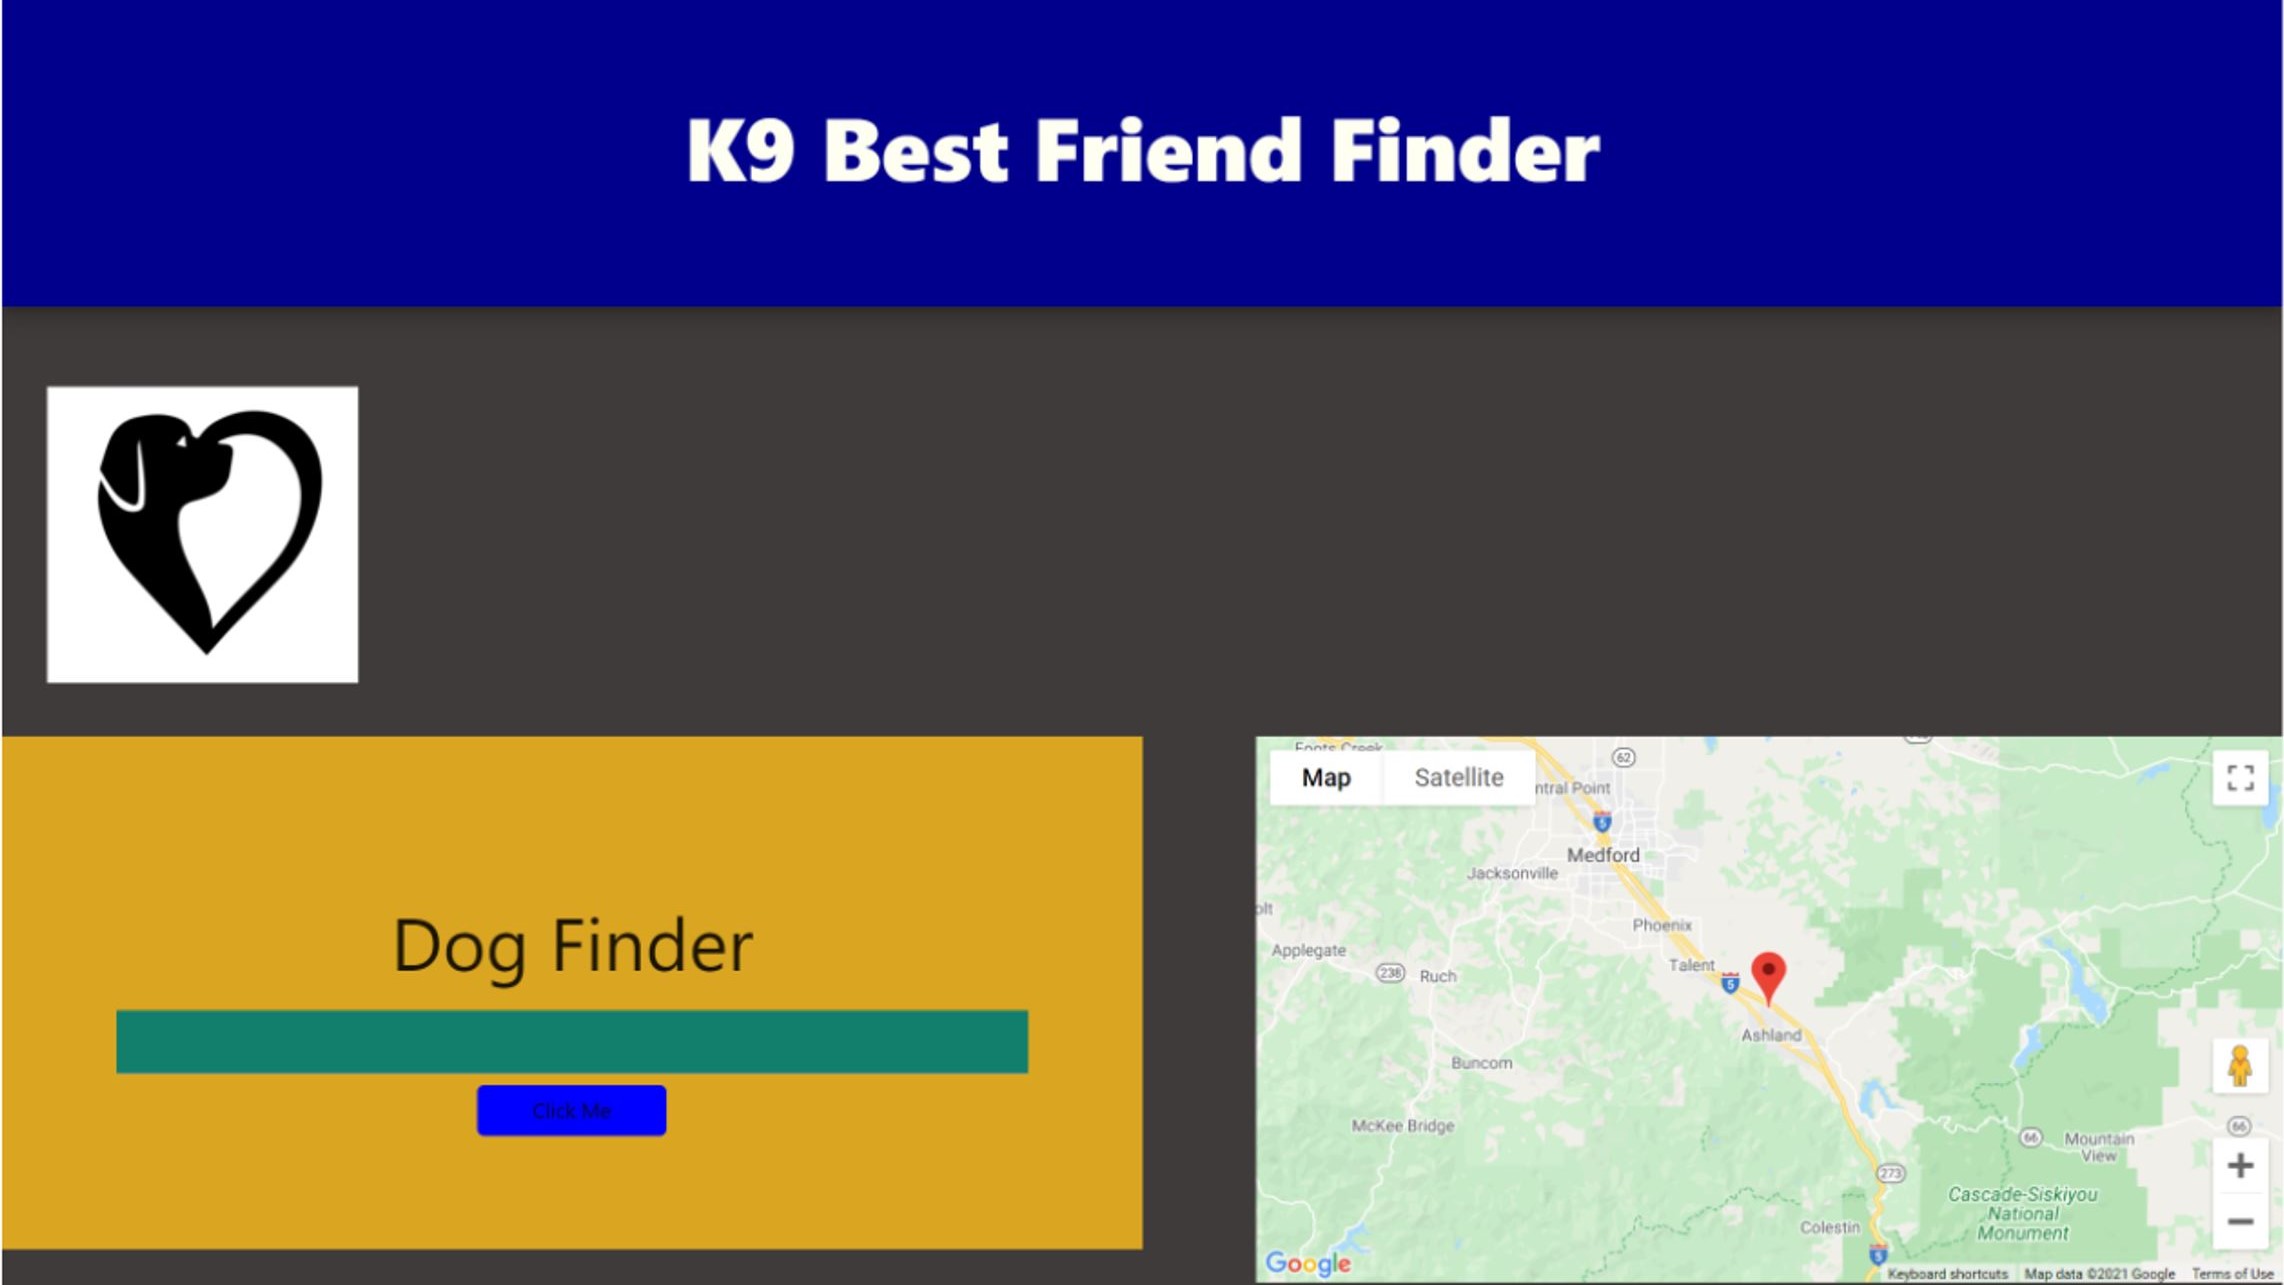 K9 Best Friend Finder
Dog Finder
Click Me
Map
Satellite
62
ntral Point
5
Medford
Jacksonville
olt
Phoenix
Applegate
Talent
238
Ruch
5
Ashland
Buncom
McKee Bridge
66
66
Mountain
View
273
Cascade-Siskiyou
National
Monument
Colestin
5
Google
Keyboard shortcuts
Map data ©2021 Google
Terms of Use